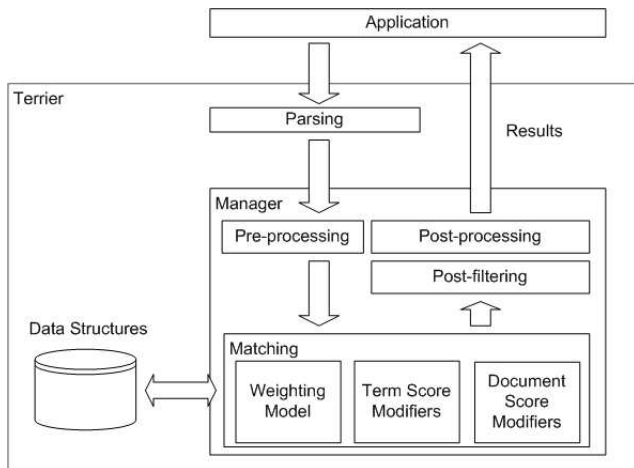 Application
Terrier
Parsing
Results
Manager
Pre-processing
Post-processing
Post-filtering
Data Structures
Matching
Weighting
Model
Term Score
Modifiers
Document
Score
Modifiers